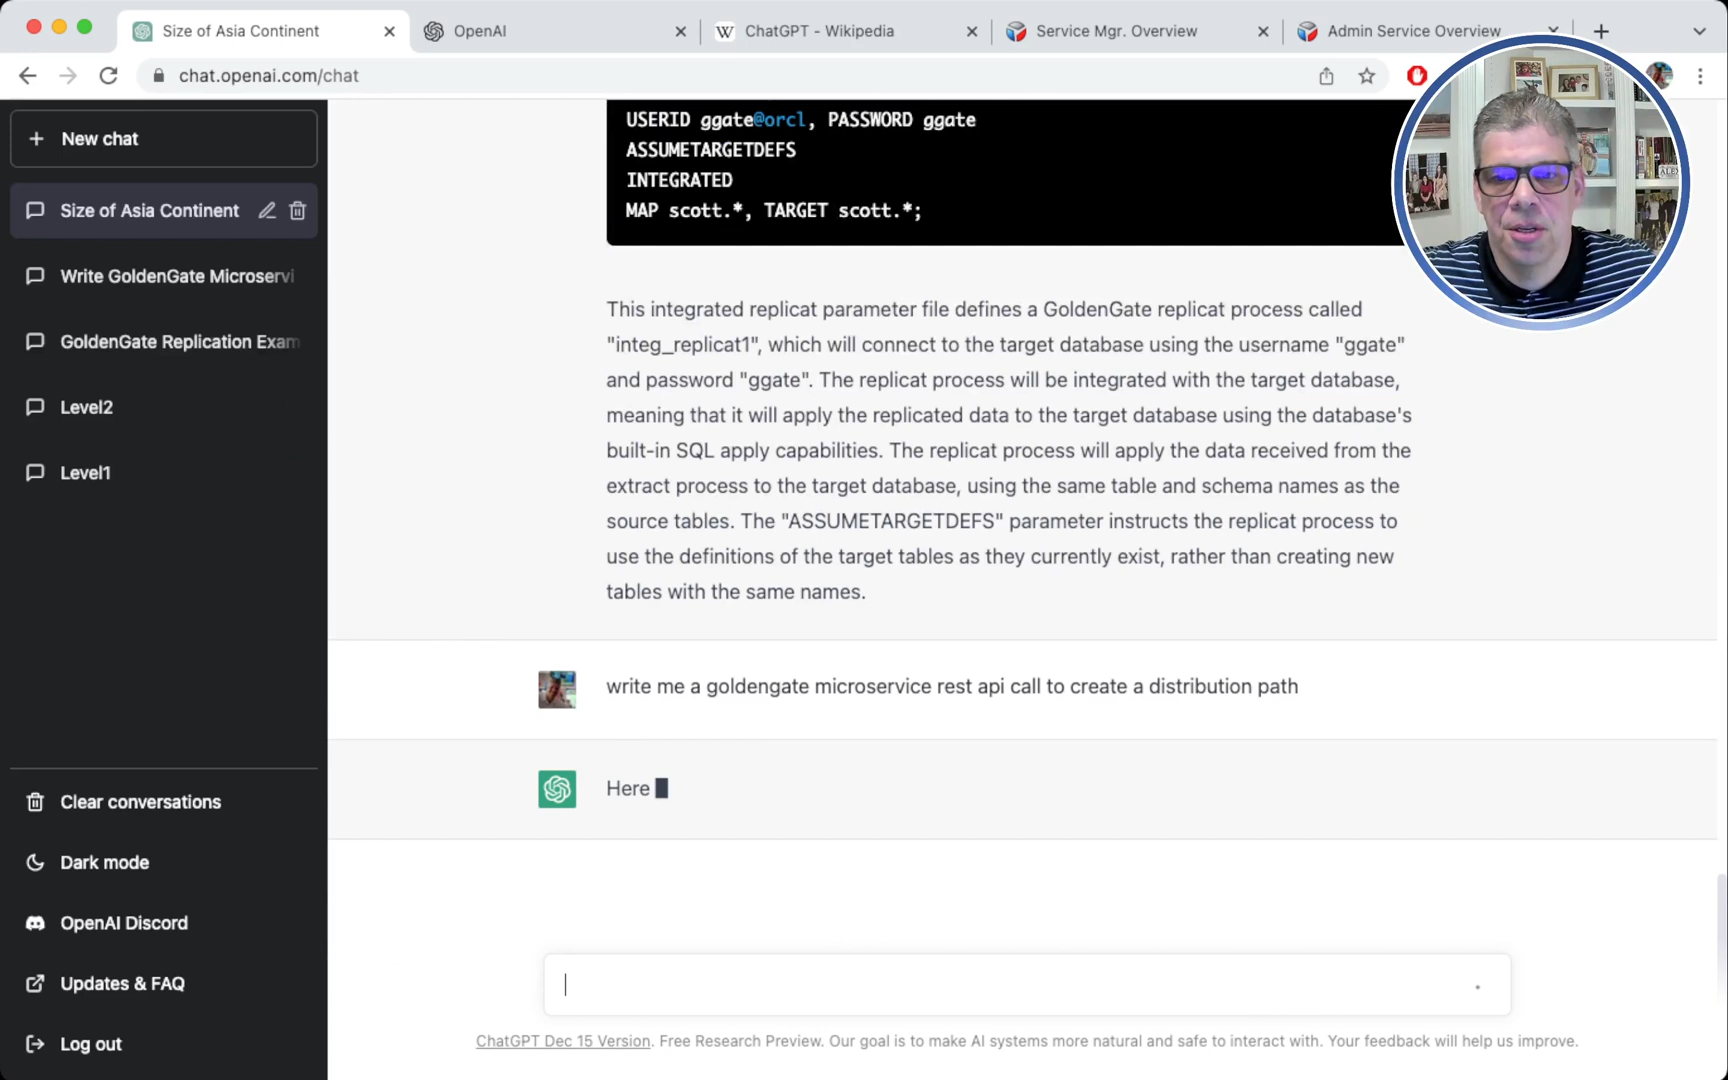 Size of Asia Continent
OpenAI
ChatGPT - Wikipedia
Service Mgr. Overview
Admin Service Overview
chat.openai.com/chat
New chat
Size of Asia Continent
Write GoldenGate Microservi
GoldenGate Replication Exam
Level2
Level1
Clear conversations
Dark mode
OpenAI Discord
Updates & FAQ
Log out
USERID ggate@orcl, PASSWORD ggate
ASSUMETARGETDEFS
INTEGRATED
MAP scott.*, TARGET scott.*;
This integrated replicat parameter file defines a GoldenGate replicat process called
"integ_replicat1", which will connect to the target database using the username "ggate"
and password "ggate". The replicat process will be integrated with the target database,
meaning that it will apply the replicated data to the target database using the database's
built-in SQL apply capabilities. The replicat process will apply the data received from the
extract process to the target database, using the same table and schema names as the
source tables. The "ASSUMETARGETDEFS" parameter instructs the replicat process to
use the definitions of the target tables as they currently exist, rather than creating new
tables with the same names.
write me a goldengate microservice rest api call to create a distribution path
Here
ChatGPT Dec 15 Version. Free Research Preview. Our goal is to make AI systems more natural and safe to interact with. Your feedback will help us improve.